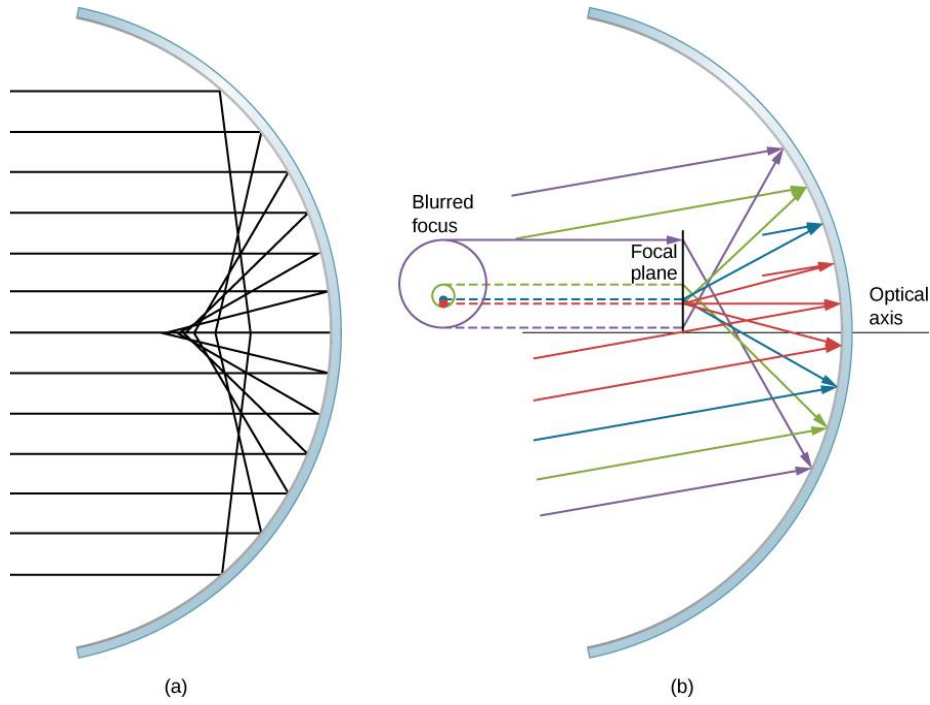 Blurred
focus
Focal
plane
Optical
axis
(a)
(b)